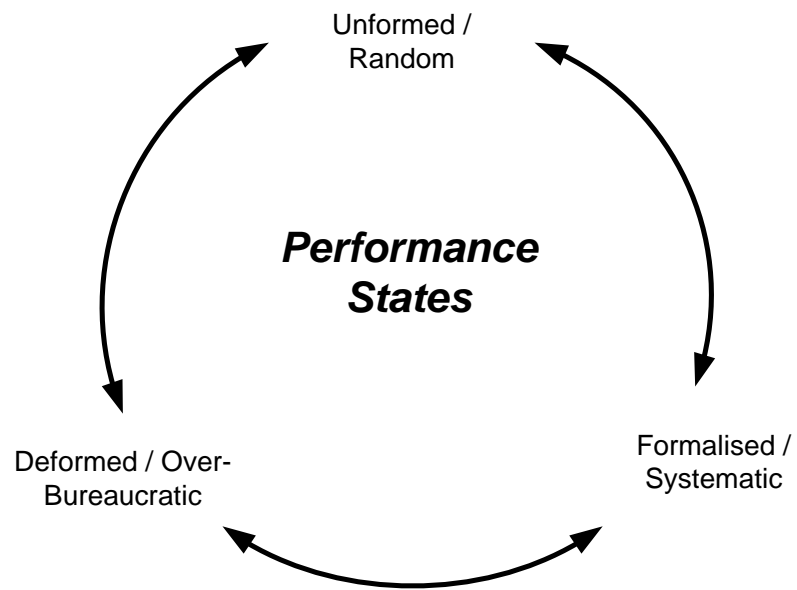 Unformed /
Random
Performance
States
Deformed / Over-
Bureaucratic
Formalised /
Systematic